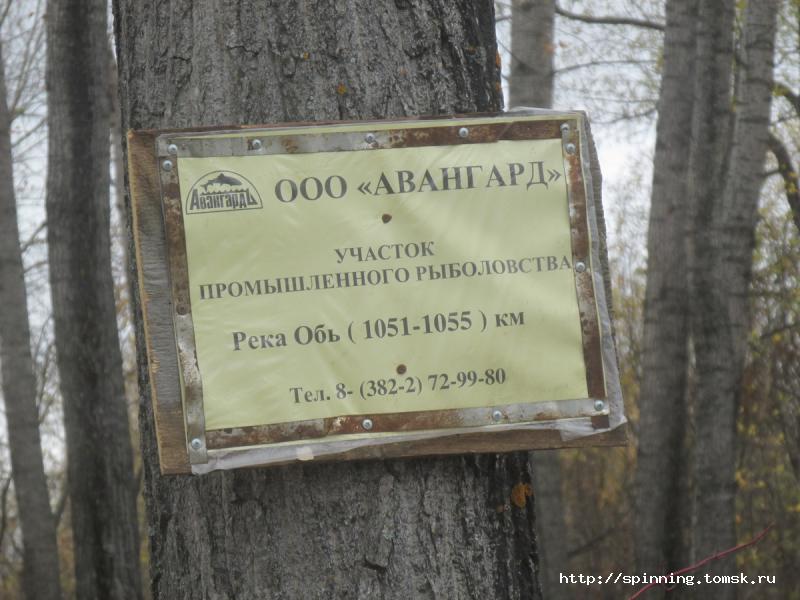 Авангардъ
ООО «АВАНГАРД»
УЧАСТОК
ПРОМЫШЛЕННОГО РЫБОЛОВСТВА
Река Обь ( 1051-1055 ) км
Тел. 8- (382-2) 72-99-80
http://spinning.tomsk.ru